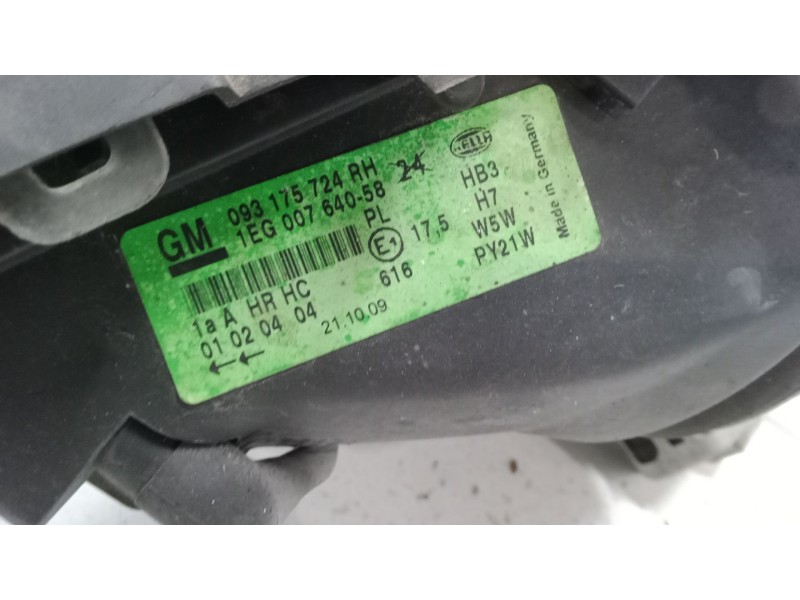 GM 093 175 724 RH 24
1EG 007 640-58
PL
1a A HR HC
01 02 04 04
21.10.09
E1
616
17,5
HELLA
HB3
H7
W5W
PY21W
Made in Germany